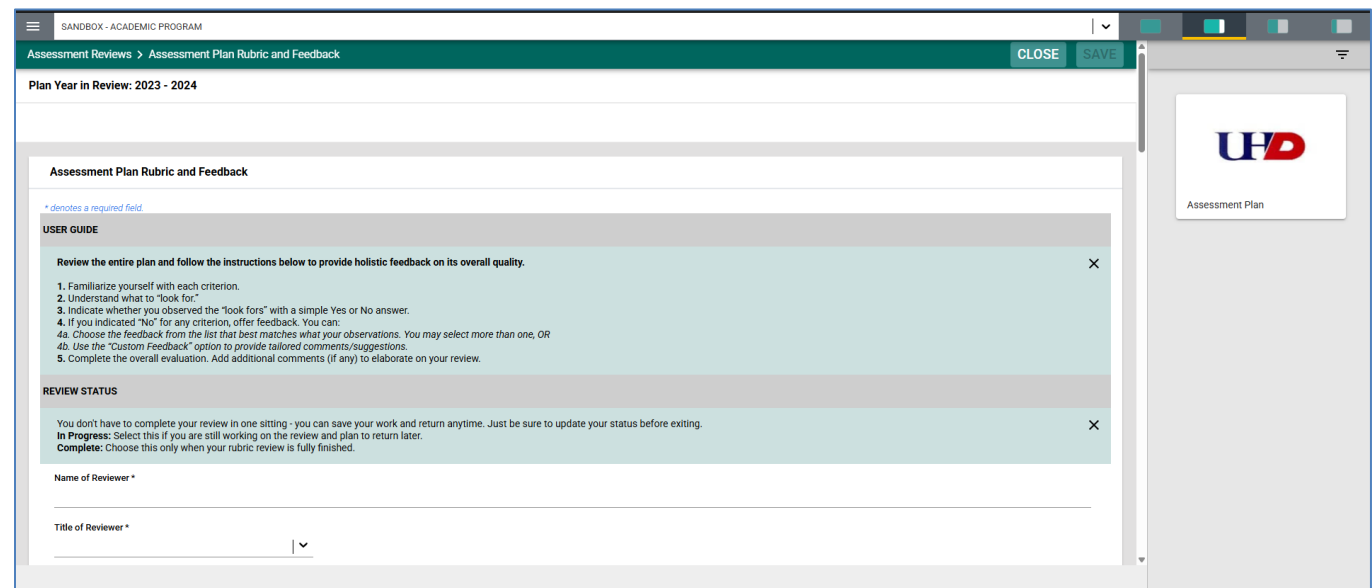 SANDBOX - ACADEMIC PROGRAM
Assessment Reviews > Assessment Plan Rubric and Feedback
CLOSE
SAVE
Plan Year in Review: 2023 - 2024
UHD
Assessment Plan
Assessment Plan Rubric and Feedback
* denotes a required field.
USER GUIDE
Review the entire plan and follow the instructions below to provide holistic feedback on its overall quality.
1. Familiarize yourself with each criterion.
2. Understand what to “look for.”
3. Indicate whether you observed the “look fors” with a simple Yes or No answer.
4. If you indicated “No” for any criterion, offer feedback. You can:
4a. Choose the feedback from the list that best matches what your observations. You may select more than one, OR
4b. Use the “Custom Feedback” option to provide tailored comments/suggestions.
5. Complete the overall evaluation. Add additional comments (if any) to elaborate on your review.
REVIEW STATUS
You don't have to complete your review in one sitting - you can save your work and return anytime. Just be sure to update your status before exiting.
In Progress: Select this if you are still working on the review and plan to return later.
Complete: Choose this only when your rubric review is fully finished.
Name of Reviewer *
Title of Reviewer *